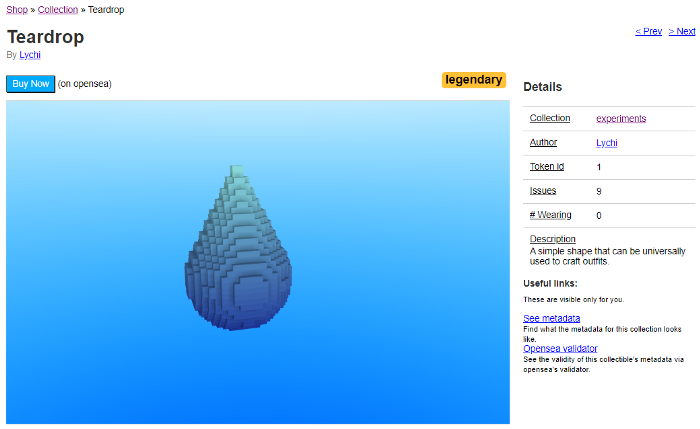 Shop » Collection » Teardrop
Teardrop
< Prev > Next
By Lychi
Buy Now (on opensea)
legendary
Details
Collection experiments
Author Lychi
Token id 1
Issues 9
# Wearing 0
Description
A simple shape that can be universally
used to craft outfits.
Useful links:
These are visible only for you.
See metadata
Find what the metadata for this collection looks
like.
Opensea validator
See the validity of this collectible's metadata via
opensea's validator.